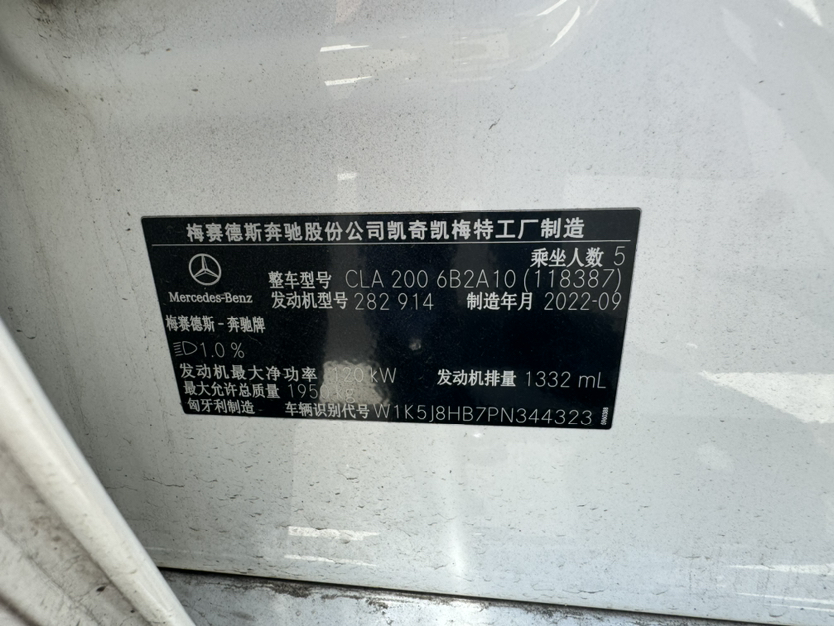 梅赛德斯奔驰股份公司凯奇凯梅特工厂制造
乘坐人数 5
Mercedes-Benz
整车型号 CLA 200 6B2A10 (118387)
发动机型号 282 914 制造年月 2022-09
梅赛德斯-奔驰牌
1.0 %
发动机最大净功率 120 kW 发动机排量 1332 mL
最大允许总质量
匈牙利制造 车辆识别代号 W1K5J8HB7PN344323